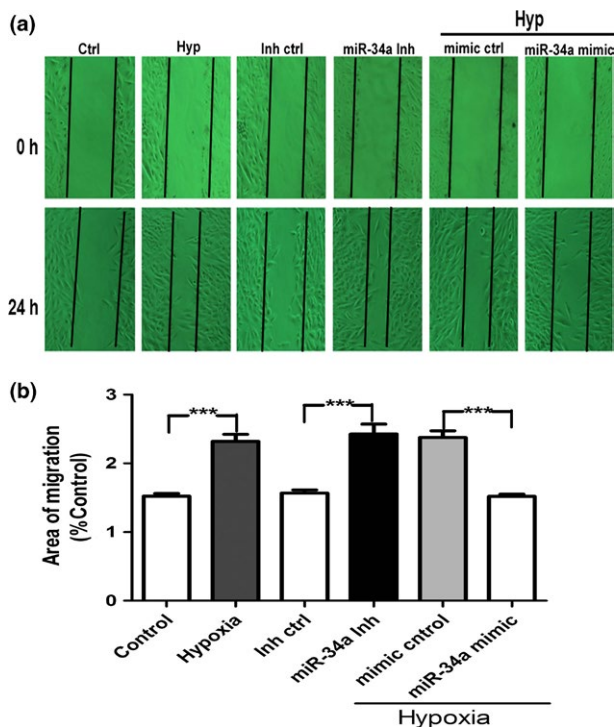 (a)
Hyp
Ctrl Hyp Inh ctrl miR-34a Inh mimic ctrl miR-34a mimic
0 h
24 h
(b)
Area of migration
(%Control)
3
2
1
0
*** *** ***
Control Hypoxia Inh ctrl miR-34a Inh mimic cntrol miR-34a mimic
Hypoxia